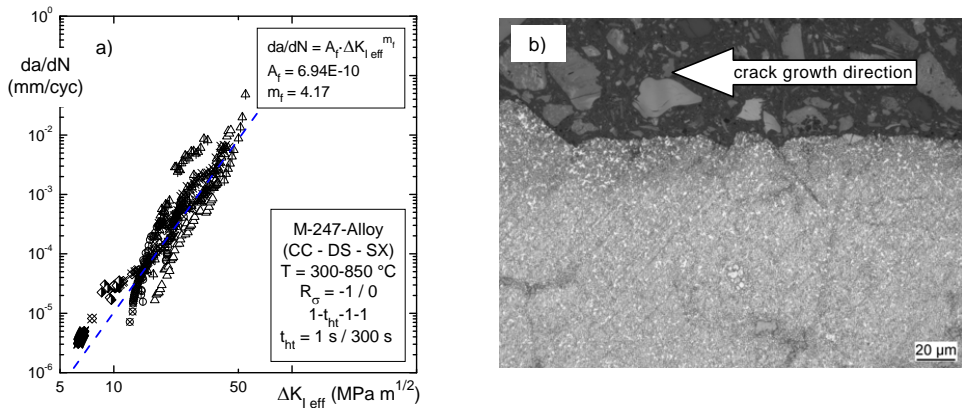 10⁰
da/dN
(mm/cyc)
10⁻²
10⁻³
10⁻⁴
10⁻⁵
10⁻⁶
a)
da/dN = A_f·ΔK_I eff^m_f
A_f = 6.94E-10
m_f = 4.17
M-247-Alloy
(CC - DS - SX)
T = 300-850 °C
R_σ = -1 / 0
1-t_ht-1-1
t_ht = 1 s / 300 s
5 10 50
ΔK_I eff (MPa m^1/2)
b)
crack growth direction
20 µm